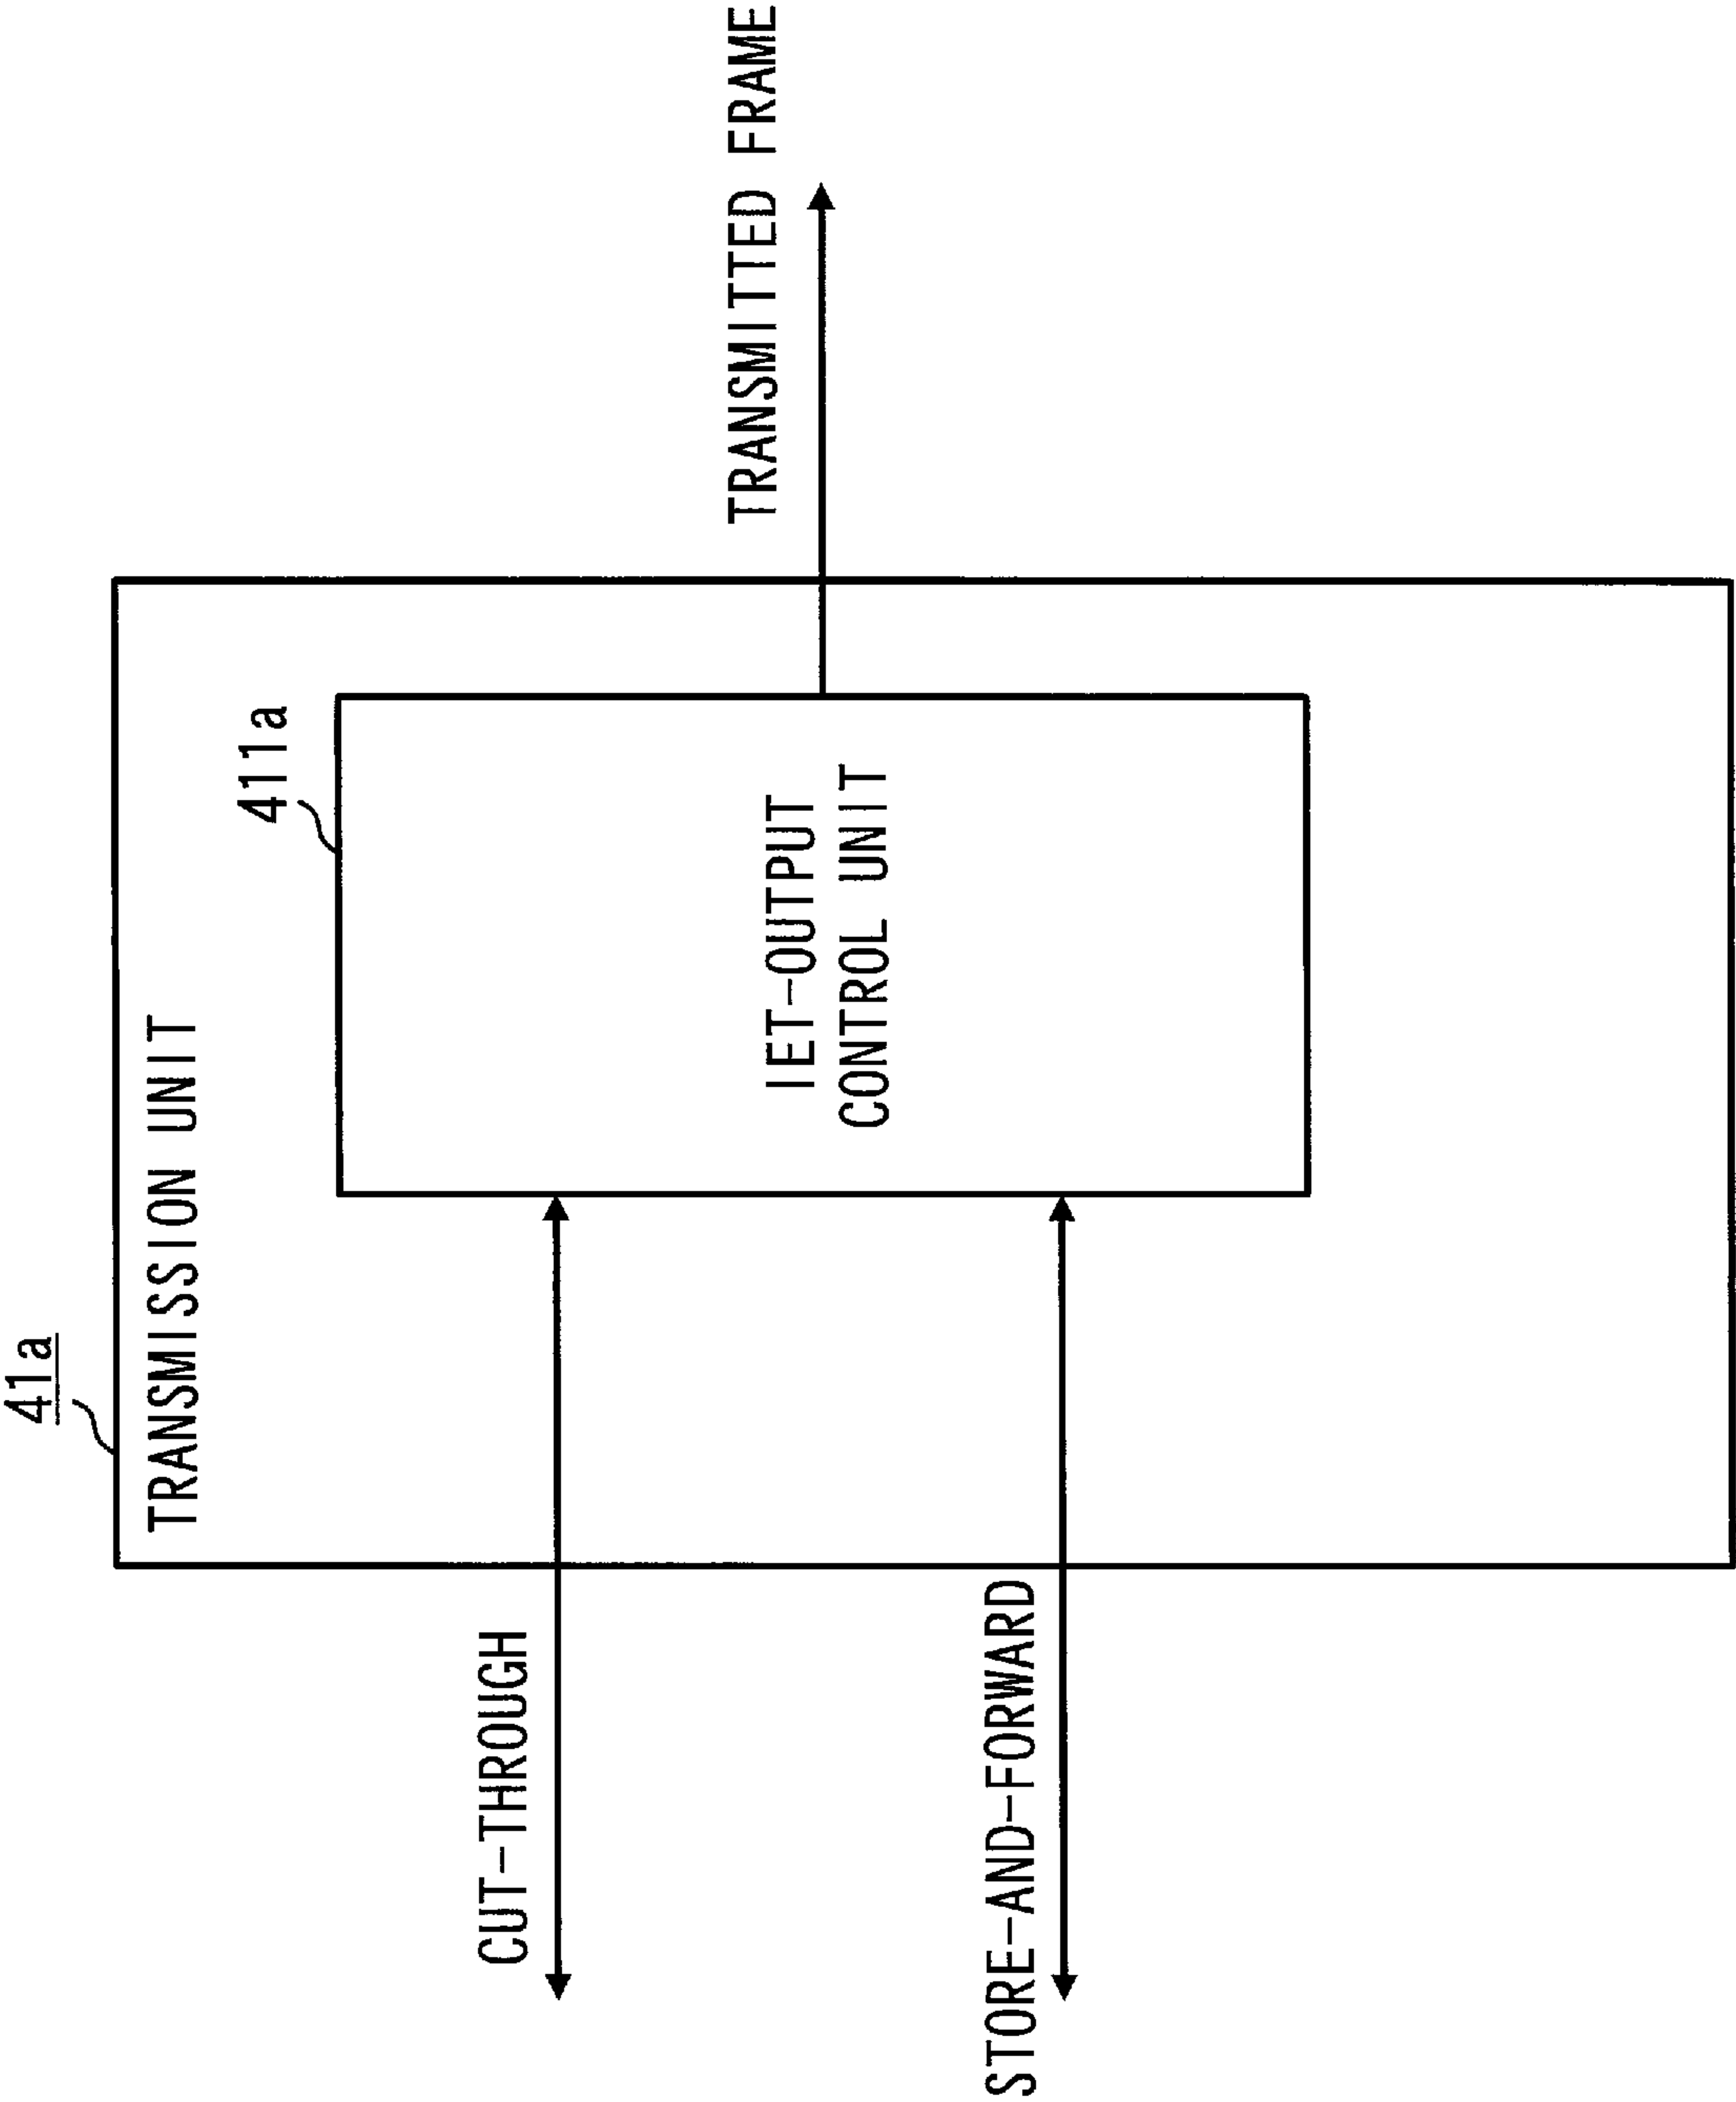 41a
TRANSMISSION UNIT
411a
CUT-THROUGH
IET-OUTPUT
CONTROL UNIT
TRANSMITTED FRAME
STORE-AND-FORWARD